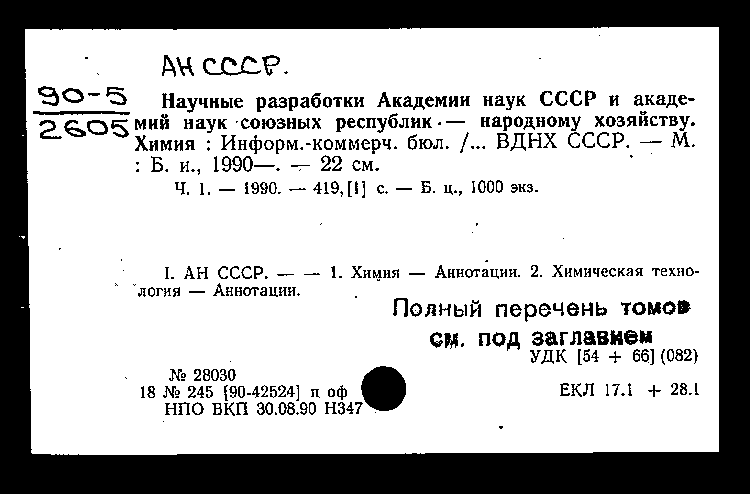 АН СССР.
90-5
2605
Научные разработки Академии наук СССР и акаде-
мий наук союзных республик — народному хозяйству.
Химия : Информ.-коммерч. бюл. /... ВДНХ СССР. — М.
: Б. и., 1990—. — 22 см.
Ч. 1. — 1990. — 419,[1] с. — Б. ц., 1000 экз.
I. АН СССР. — — 1. Химия — Аннотации. 2. Химическая техно-
логия — Аннотации.
Полный перечень томов
см. под заглавием
УДК [54 + 66] (082)
№ 28030
18 № 245 [90-42524] п оф
ЕКЛ 17.1 + 28.1
НПО ВКП 30.08.90 Н347